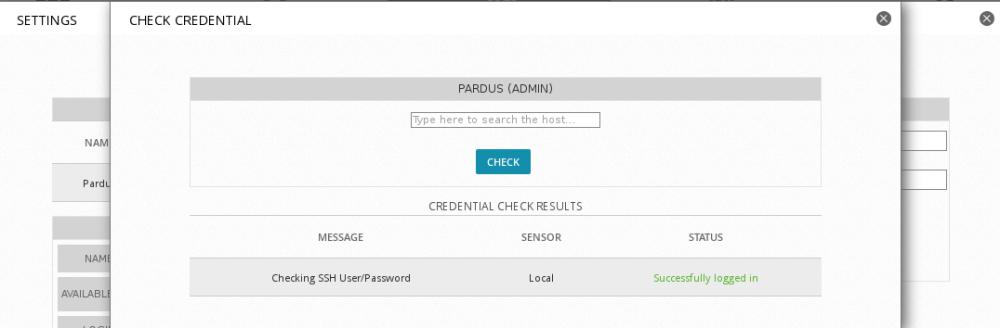 SETTINGS
CHECK CREDENTIAL
PARDUS (ADMIN)
Type here to search the host...
CHECK
CREDENTIAL CHECK RESULTS
MESSAGE SENSOR STATUS
Checking SSH User/Password Local Successfully logged in
NAM
Pardu
NAME
AVAILABLE